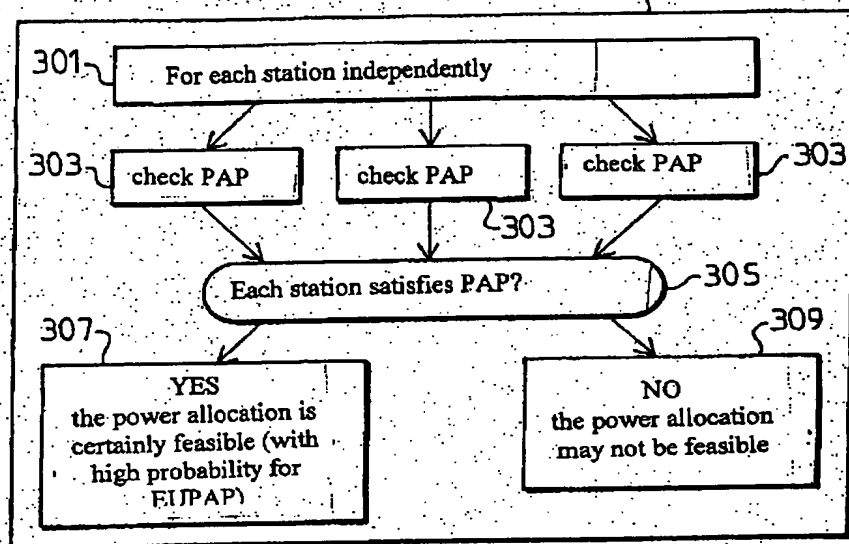 301
For each station independently
303
check PAP
check PAP
check PAP
303
303
Each station satisfies PAP?
305
307
309
YES
the power allocation is
certainly feasible (with
high probability for
NO
the power allocation
may not be feasible